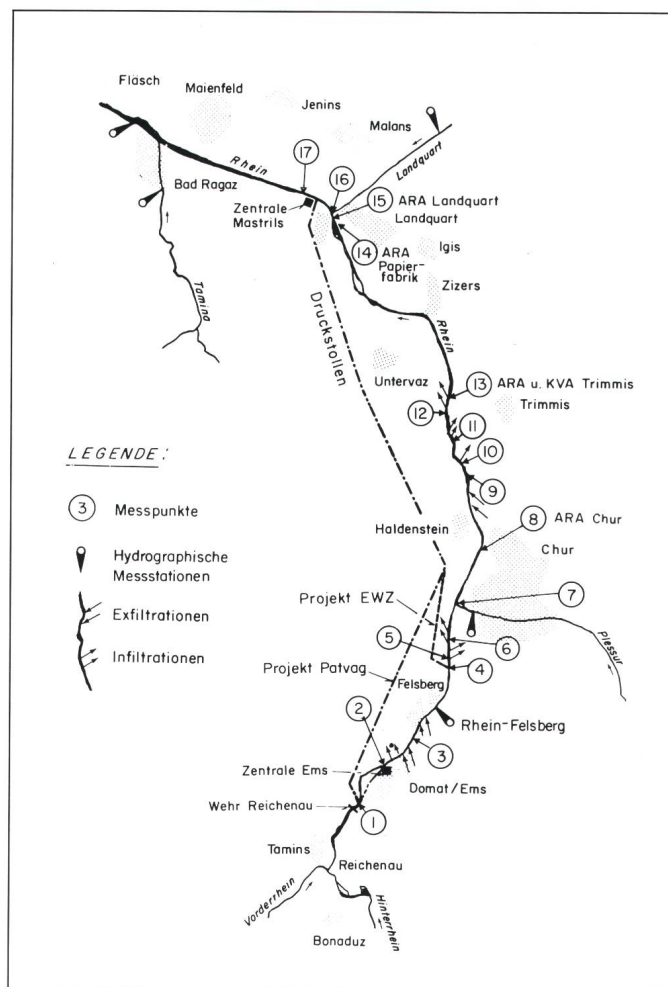 Fläsch
Maienfeld
Jenins
Malans
Landquart
Rhein
17
16
Bad Ragaz
15 ARA Landquart
Landquart
Zentrale
Mastrils
14 ARA
Papier-
fabrik
Igis
Zizers
Tamina
Druckstollen
Rhein
Untervaz
13 ARA u. KVA Trimmis
Trimmis
12
11
10
9
LEGENDE:
3 Messpunkte
Hydrographische
Messstationen
Exfiltrationen
Infiltrationen
Haldenstein
8 ARA Chur
Chur
Projekt EWZ
7
5
6
4
Plessur
Projekt Patvag
Felsberg
2
Rhein-Felsberg
3
Zentrale Ems
Domat/Ems
Wehr Reichenau
1
Tamins
Reichenau
Vorderrhein
Hinterrhein
Bonaduz